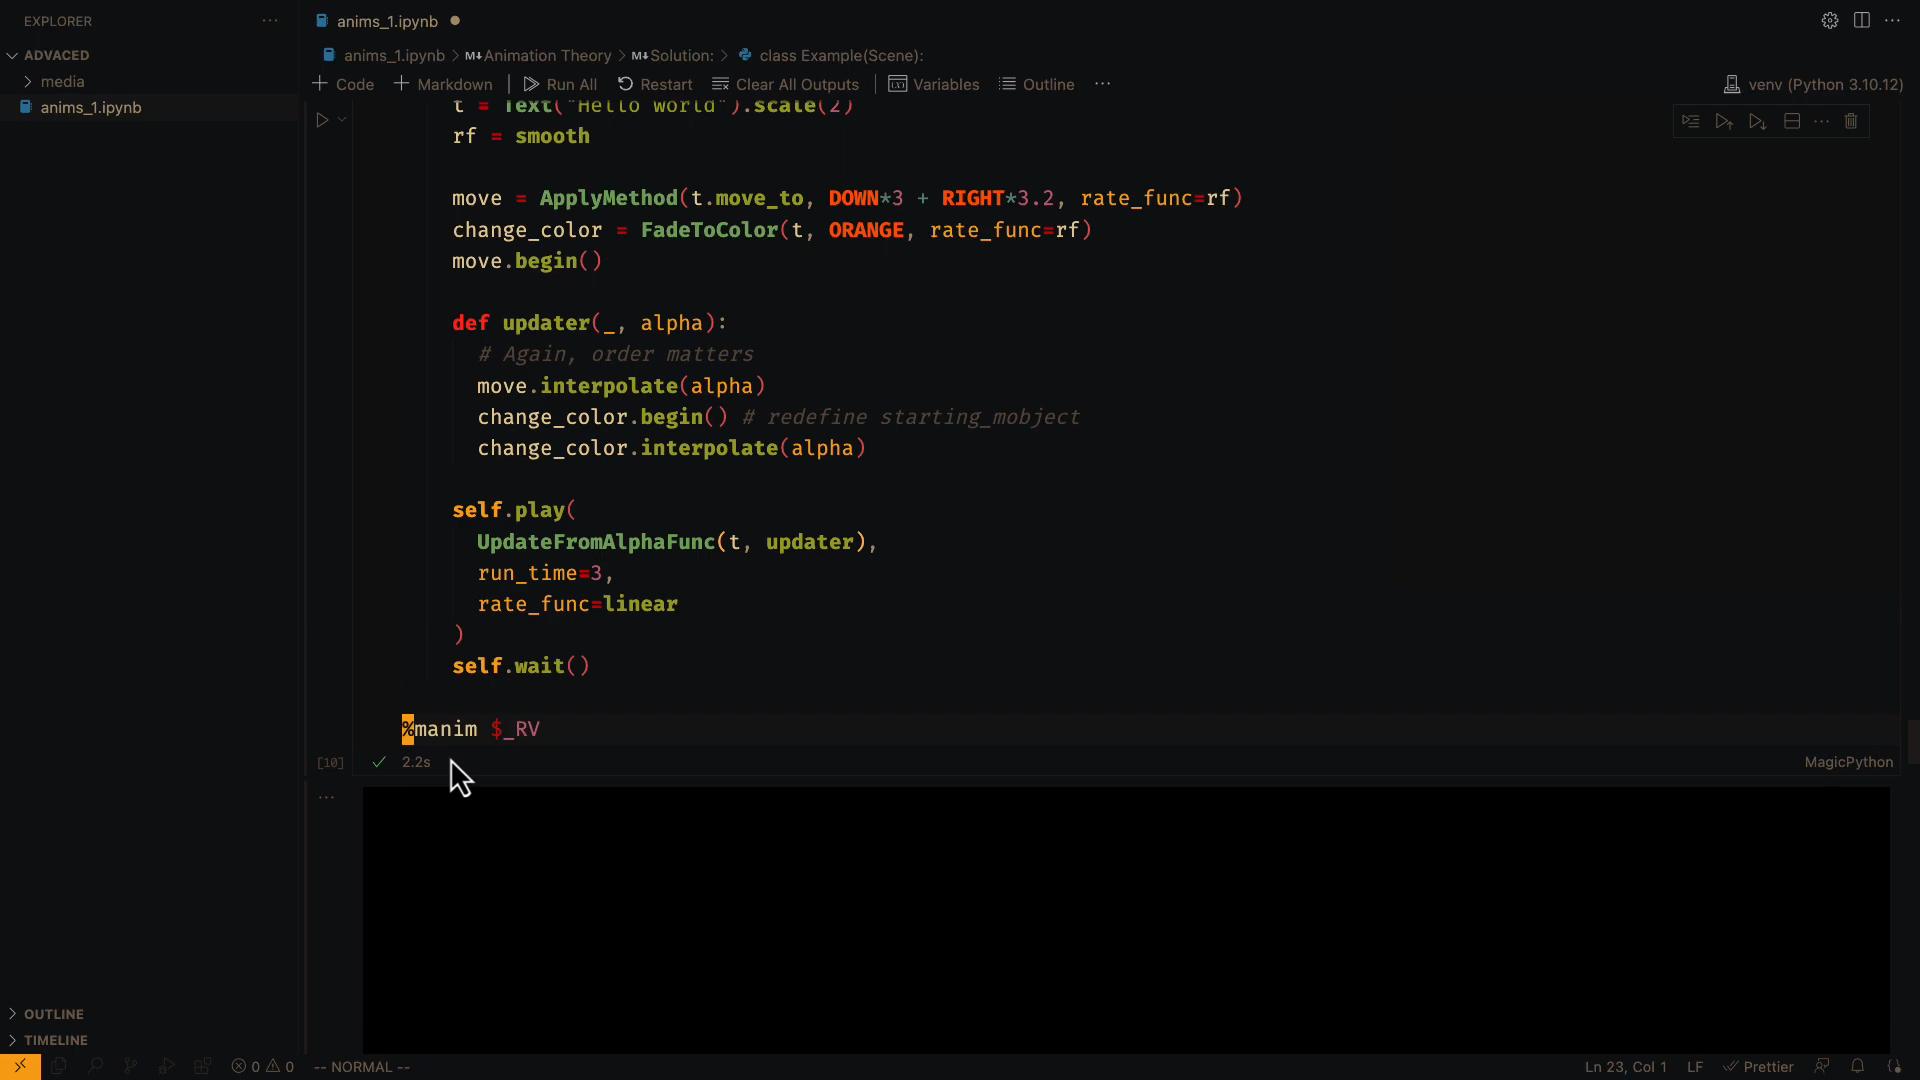 EXPLORER
ADVACED
media
anims_1.ipynb
OUTLINE
TIMELINE
anims_1.ipynb
anims_1.ipynb > M↓Animation Theory > M↓Solution: > class Example(Scene):
+ Code + Markdown Run All Restart Clear All Outputs Variables Outline ...
venv (Python 3.10.12)
t = Text("Hello world").scale(2)
rf = smooth
move = ApplyMethod(t.move_to, DOWN*3 + RIGHT*3.2, rate_func=rf)
change_color = FadeToColor(t, ORANGE, rate_func=rf)
move.begin()
def updater(_, alpha):
# Again, order matters
move.interpolate(alpha)
change_color.begin() # redefine starting_mobject
change_color.interpolate(alpha)
self.play(
UpdateFromAlphaFunc(t, updater),
run_time=3,
rate_func=linear
)
self.wait()
%manim $_RV
[10] 2.2s MagicPython
0 0 -- NORMAL -- Ln 23, Col 1 LF Prettier